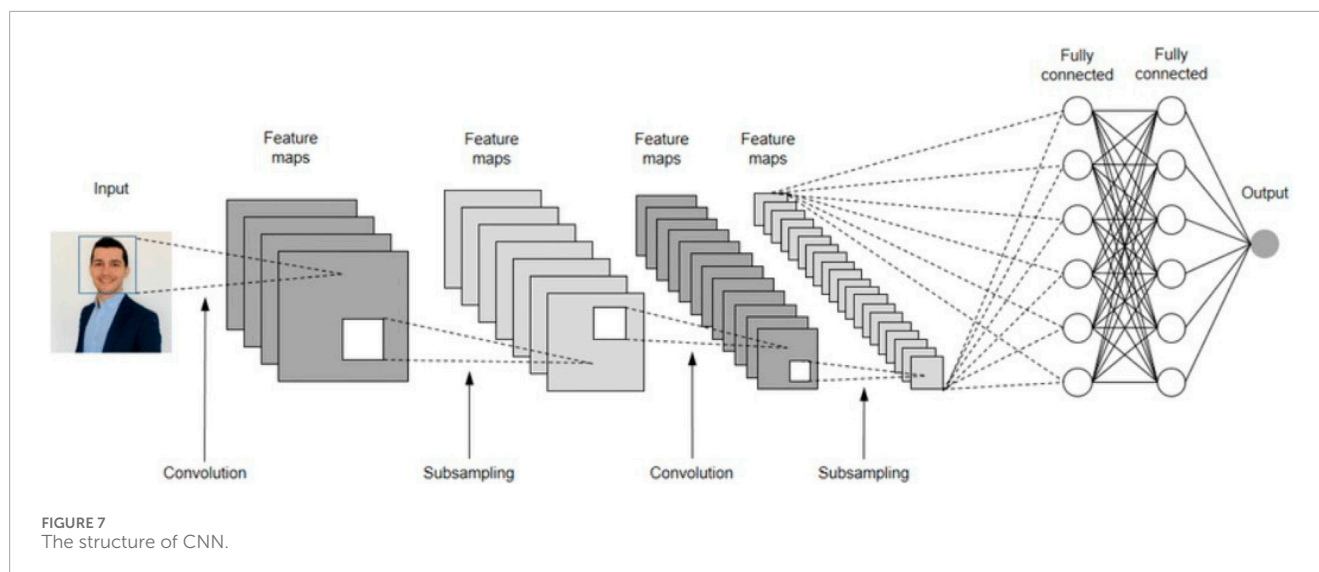 Input
Feature
maps
Feature
maps
Feature
maps
Feature
maps
Fully
connected
Fully
connected
Output
Convolution
Subsampling
Convolution
Subsampling
FIGURE 7
The structure of CNN.